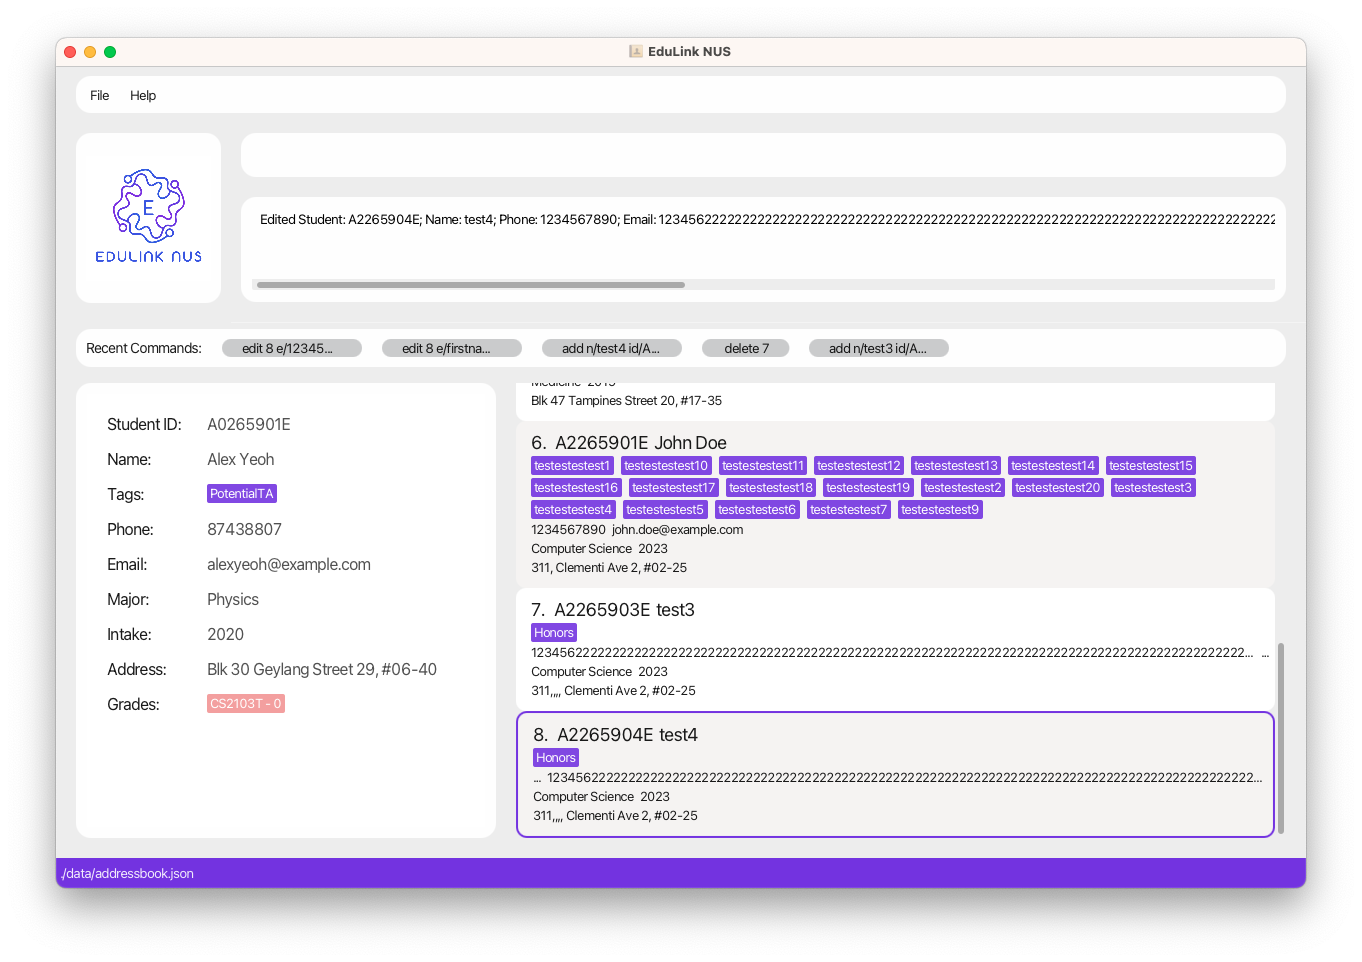 EduLink NUS
File Help
E
EDULINK NUS
Edited Student: A2265904E; Name: test4; Phone: 1234567890; Email:
Recent Commands: edit 8 e/12345... edit 8 e/firstna... add n/test4 id/A... delete 7 add n/test3 id/A...
Student ID: A0265901E
Name: Alex Yeoh
Tags: PotentialTA
Phone: 87438807
Email: alexyeoh@example.com
Major: Physics
Intake: 2020
Address: Blk 30 Geylang Street 29, #06-40
Grades: CS2103T - 0
Medicine 2019
Blk 47 Tampines Street 20, #17-35
6. A2265901E John Doe
testestestest1 testestestest10 testestestest11 testestestest12 testestestest13 testestestest14 testestestest15
testestestest16 testestestest17 testestestest18 testestestest19 testestestest2 testestestest20 testestestest3
testestestest4 testestestest5 testestestest6 testestestest7 testestestest9
1234567890 john.doe@example.com
Computer Science 2023
311, Clementi Ave 2, #02-25
7. A2265903E test3
Honors
Computer Science 2023
311,,,, Clementi Ave 2, #02-25
8. A2265904E test4
Honors
Computer Science 2023
311,,,, Clementi Ave 2, #02-25
./data/addressbook.json